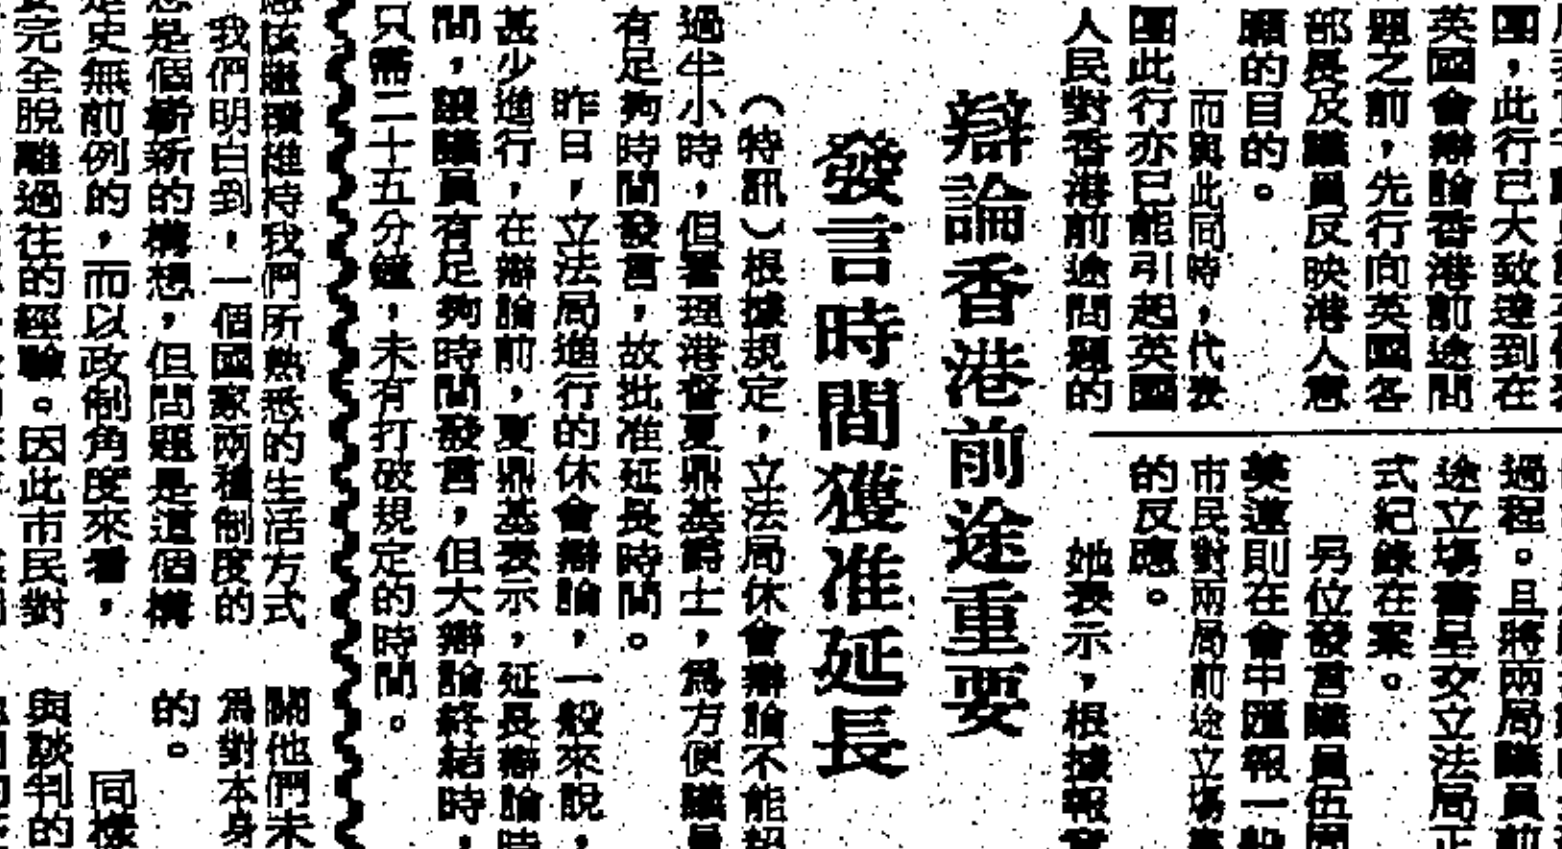 團，此行已大致達到在
英國會辯論香港前途問
題之前，先行向英國各
部長及議員反映港人意
願的目的。
而與此同時，代表
團此行亦已能引起英國
人民對香港前途問題的
過程。且將兩局議員前
途立場書呈交立法局正
式紀錄在案。
另位發言議員伍周
英達則在會中匯報一般
市民對兩局前途立場書
的反應。
她表示，根據報章
辯論香港前途重要
發言時間獲准延長
（特訊）根據規定，立法局休會辯論不能超
過半小時，但署理港督夏鼎基爵士，為方便議員
有足夠時間發言，故批准延長時間。
昨日，立法局進行的休會辯論，一般來說，
甚少進行，在辯論前，夏鼎基表示，延長辯論時
間，讓議員有足夠時間發言，但大辯論終結時，
只需二十五分鐘，未有打破規定的時間。
應該繼續維持我們所熟悉的生活方式
我們明白到，一個國家兩種制度的
是個嶄新的構想，但問題是這個構
是史無前例的，而以政制角度來看，
完全脫離過往的經驗。因此市民對
關他們未
為對本身
的。
同樣
與談判的